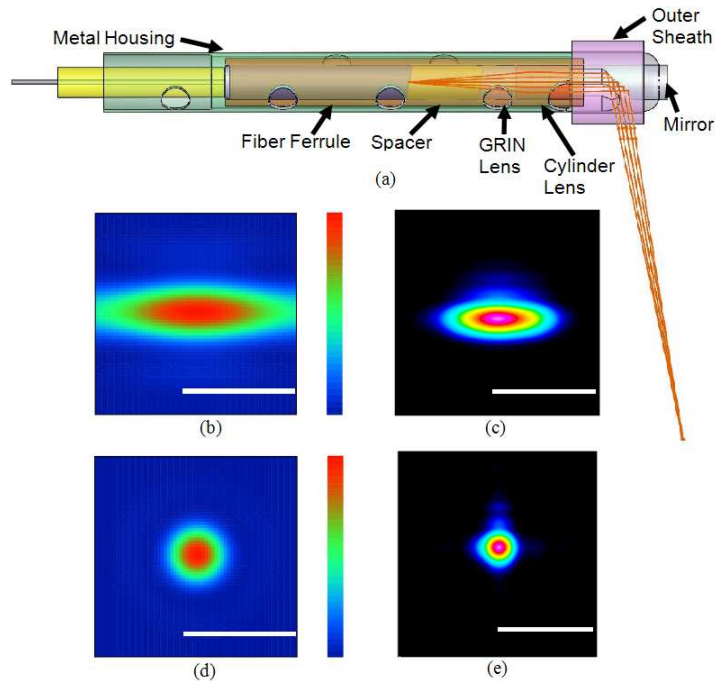 Outer
Sheath
Metal Housing
Mirror
Fiber Ferrule
Spacer
GRIN
Lens
Cylinder
Lens
(a)
(b)
(c)
(d)
(e)